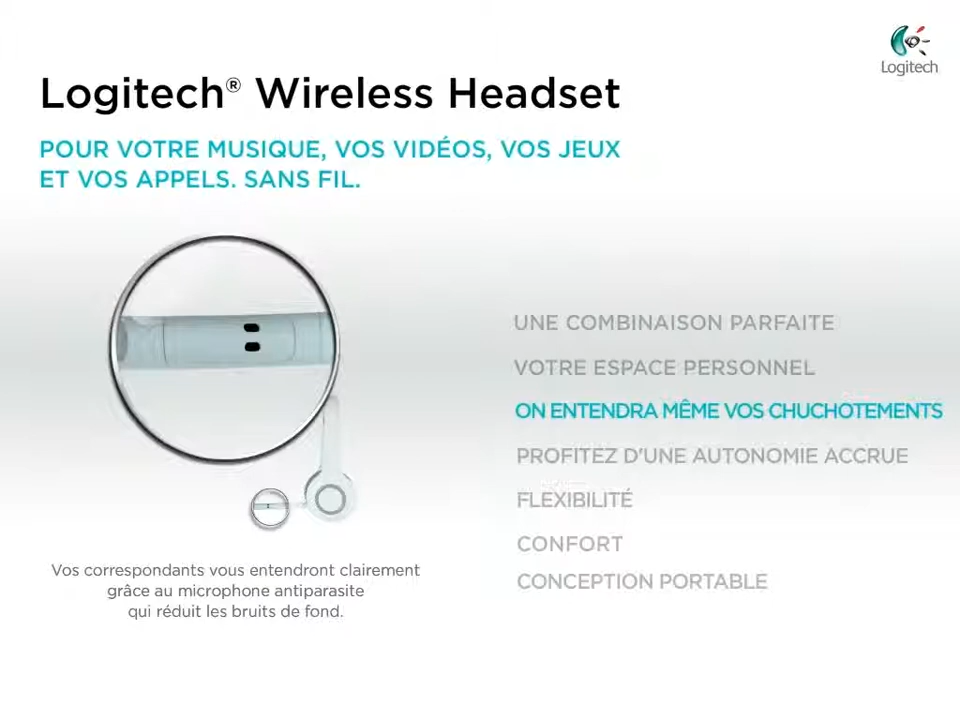 Logitech
Logitech® Wireless Headset
POUR VOTRE MUSIQUE, VOS VIDÉOS, VOS JEUX
ET VOS APPELS. SANS FIL.
UNE COMBINAISON PARFAITE
VOTRE ESPACE PERSONNEL
ON ENTENDRA MÊME VOS CHUCHOTEMENTS
PROFITEZ D'UNE AUTONOMIE ACCRUE
FLEXIBILITÉ
CONFORT
CONCEPTION PORTABLE
Vos correspondants vous entendront clairement
grâce au microphone antiparasite
qui réduit les bruits de fond.